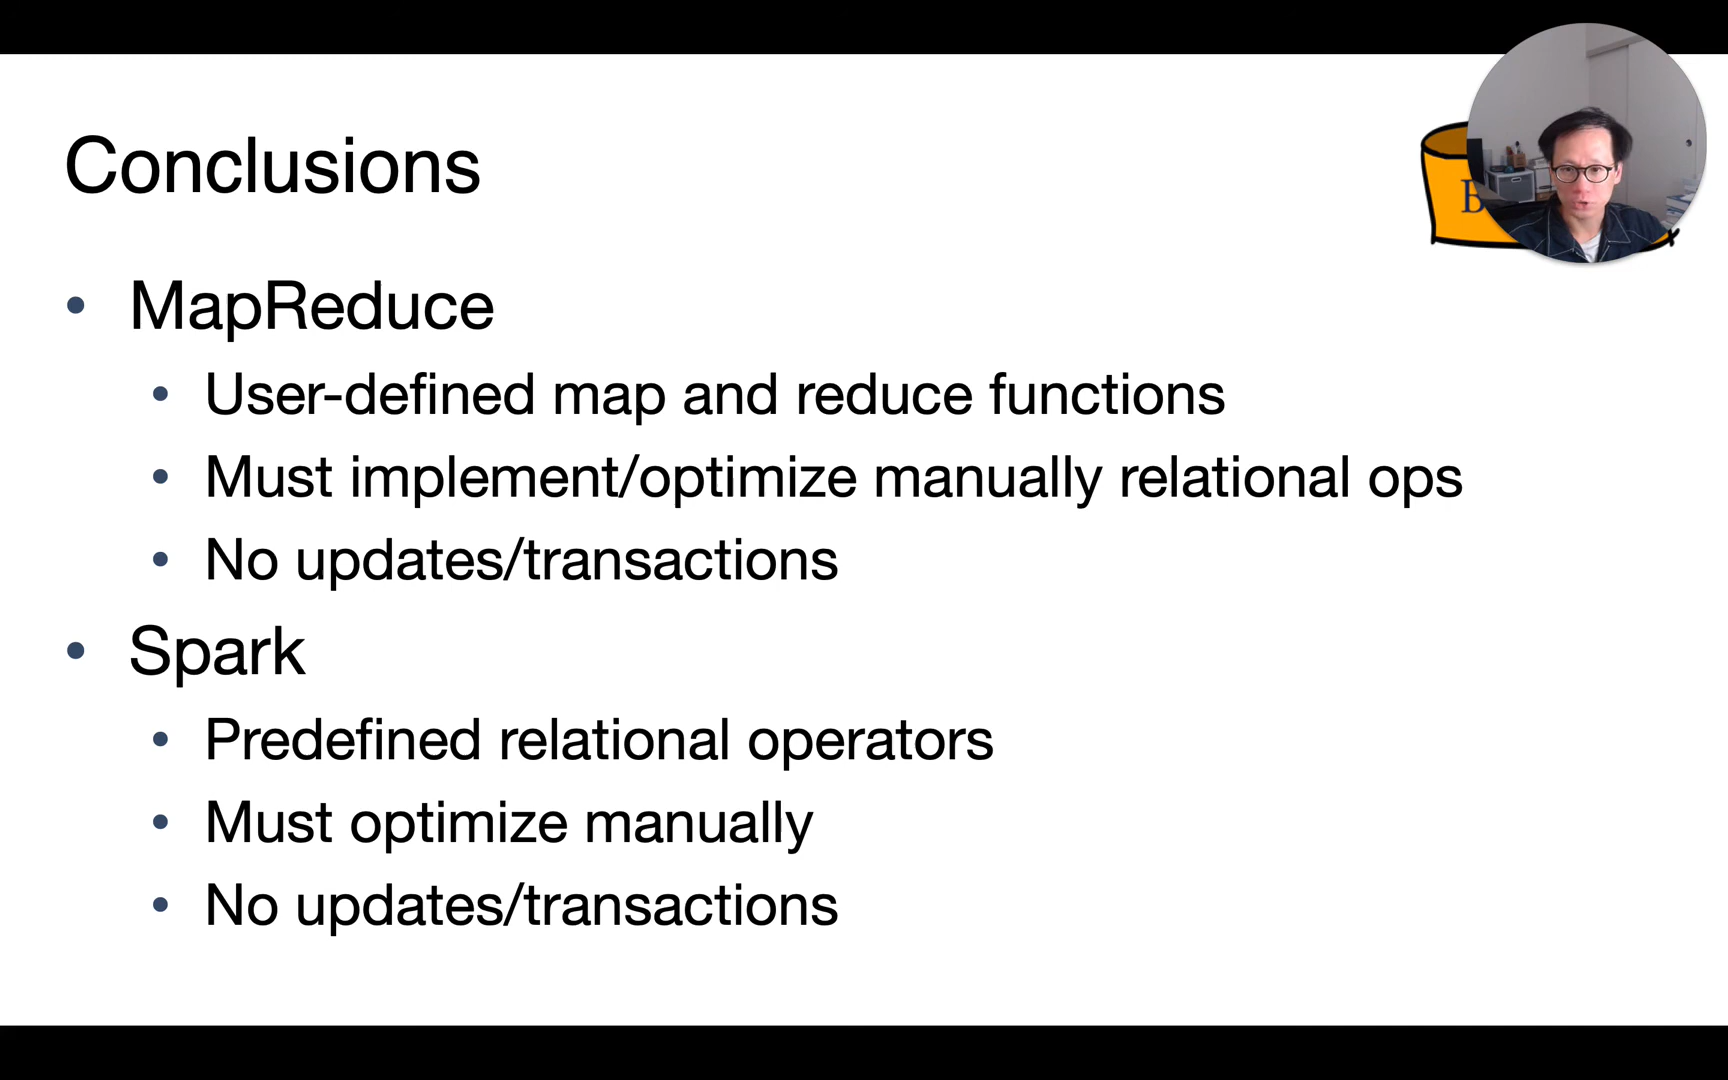 Conclusions
MapReduce
User-defined map and reduce functions
Must implement/optimize manually relational ops
No updates/transactions
Spark
Predefined relational operators
Must optimize manually
No updates/transactions